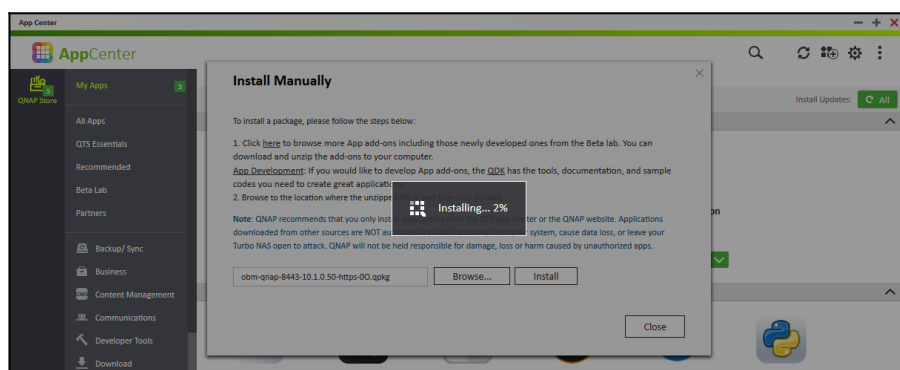 App Center
AppCenter
QNAP Store
5
My Apps
5
All Apps
QTS Essentials
Recommended
Beta Lab
Partners
Backup/ Sync
Business
Content Management
Communications
Developer Tools
Download
Install Updates:
All
Install Manually
To install a package, please follow the steps below:
1. Click here to browse more App add-ons including those newly developed ones from the Beta lab. You can
download and unzip the add-ons to your computer.
App Development: If you would like to develop App add-ons, the QDK has the tools, documentation, and sample
codes you need to create great
2. Browse to the location where the
Installing... 2%
Note: QNAP recommends that you only or the QNAP website. Applications
downloaded from other sources are NOT system, cause data loss, or leave your
Turbo NAS open to attack. QNAP will not be held responsible for damage, loss or harm caused by unauthorized apps.
obm-qnap-8443-10.1.0.50-https-0O.qpkg
Browse...
Install
Close